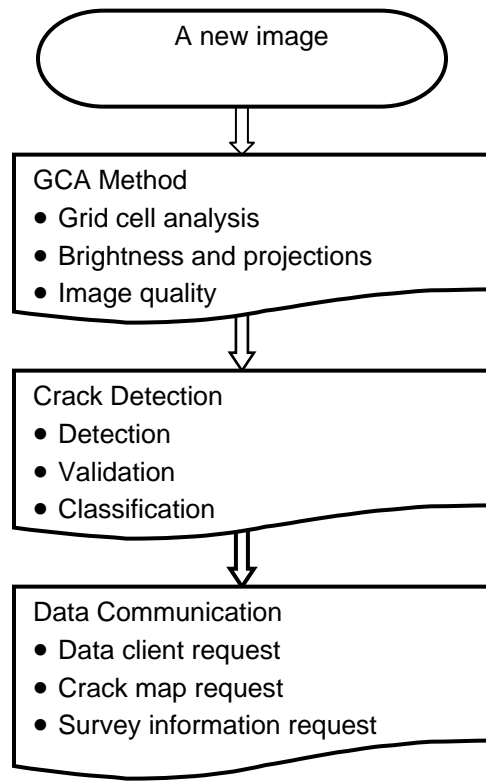 A new image
GCA Method
• Grid cell analysis
• Brightness and projections
• Image quality
Crack Detection
• Detection
• Validation
• Classification
Data Communication
• Data client request
• Crack map request
• Survey information request